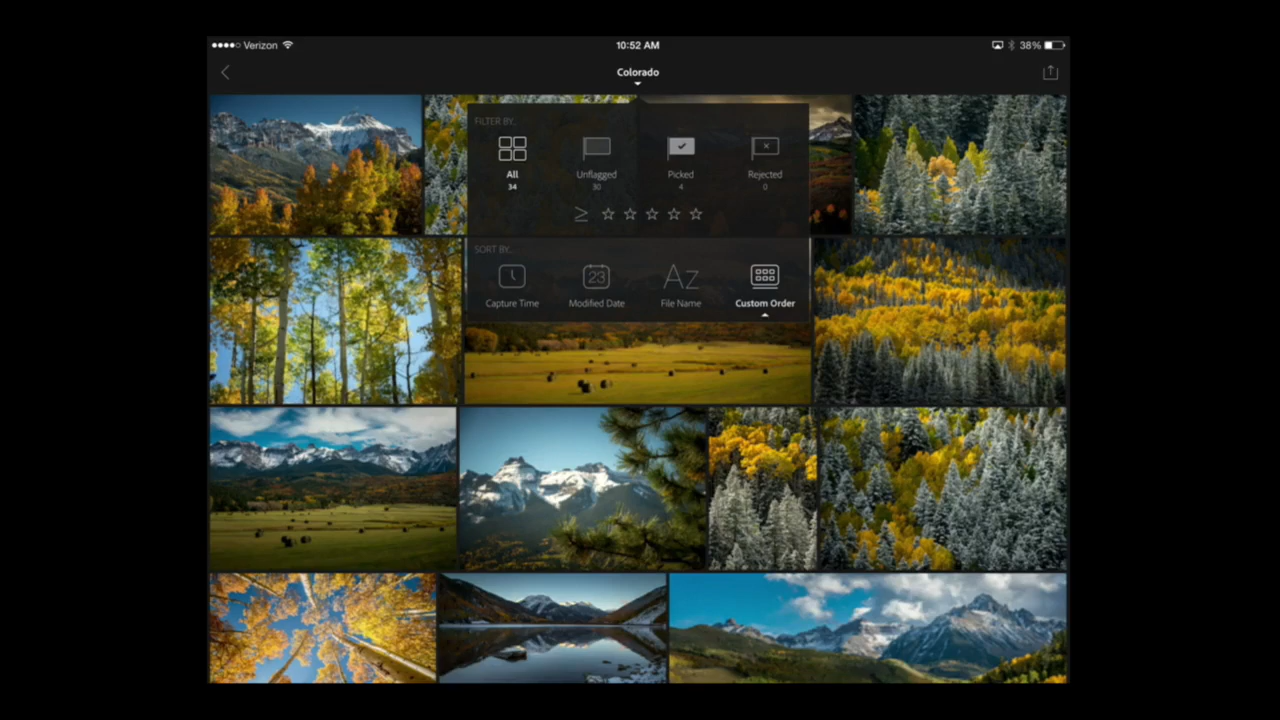 Verizon
10:52 AM
38%
Colorado
FILTER BY...
All
34
Unflagged
30
Picked
4
Rejected
0
≥
SORT BY...
23
AZ
Capture Time
Modified Date
File Name
Custom Order